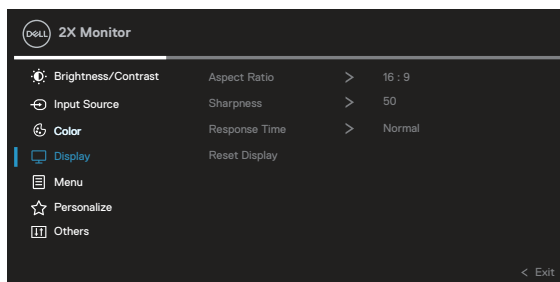 DELL 2X Monitor
Brightness/Contrast Aspect Ratio > 16 : 9
Input Source Sharpness > 50
Color Response Time > Normal
Display Reset Display
Menu
Personalize
Others
< Exit